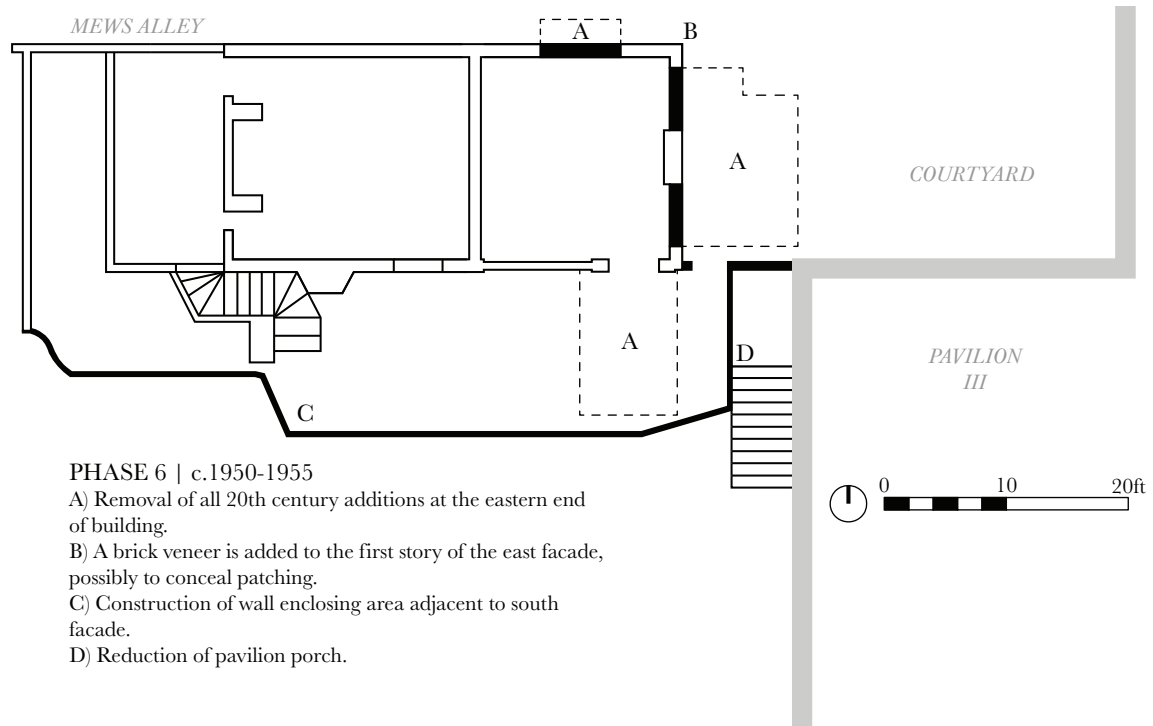 MEWS ALLEY
A
B
A
COURTYARD
A
D
PAVILION
III
C
PHASE 6 | c.1950-1955
A) Removal of all 20th century additions at the eastern end
of building.
B) A brick veneer is added to the first story of the east facade,
possibly to conceal patching.
C) Construction of wall enclosing area adjacent to south
facade.
D) Reduction of pavilion porch.
0 10 20ft